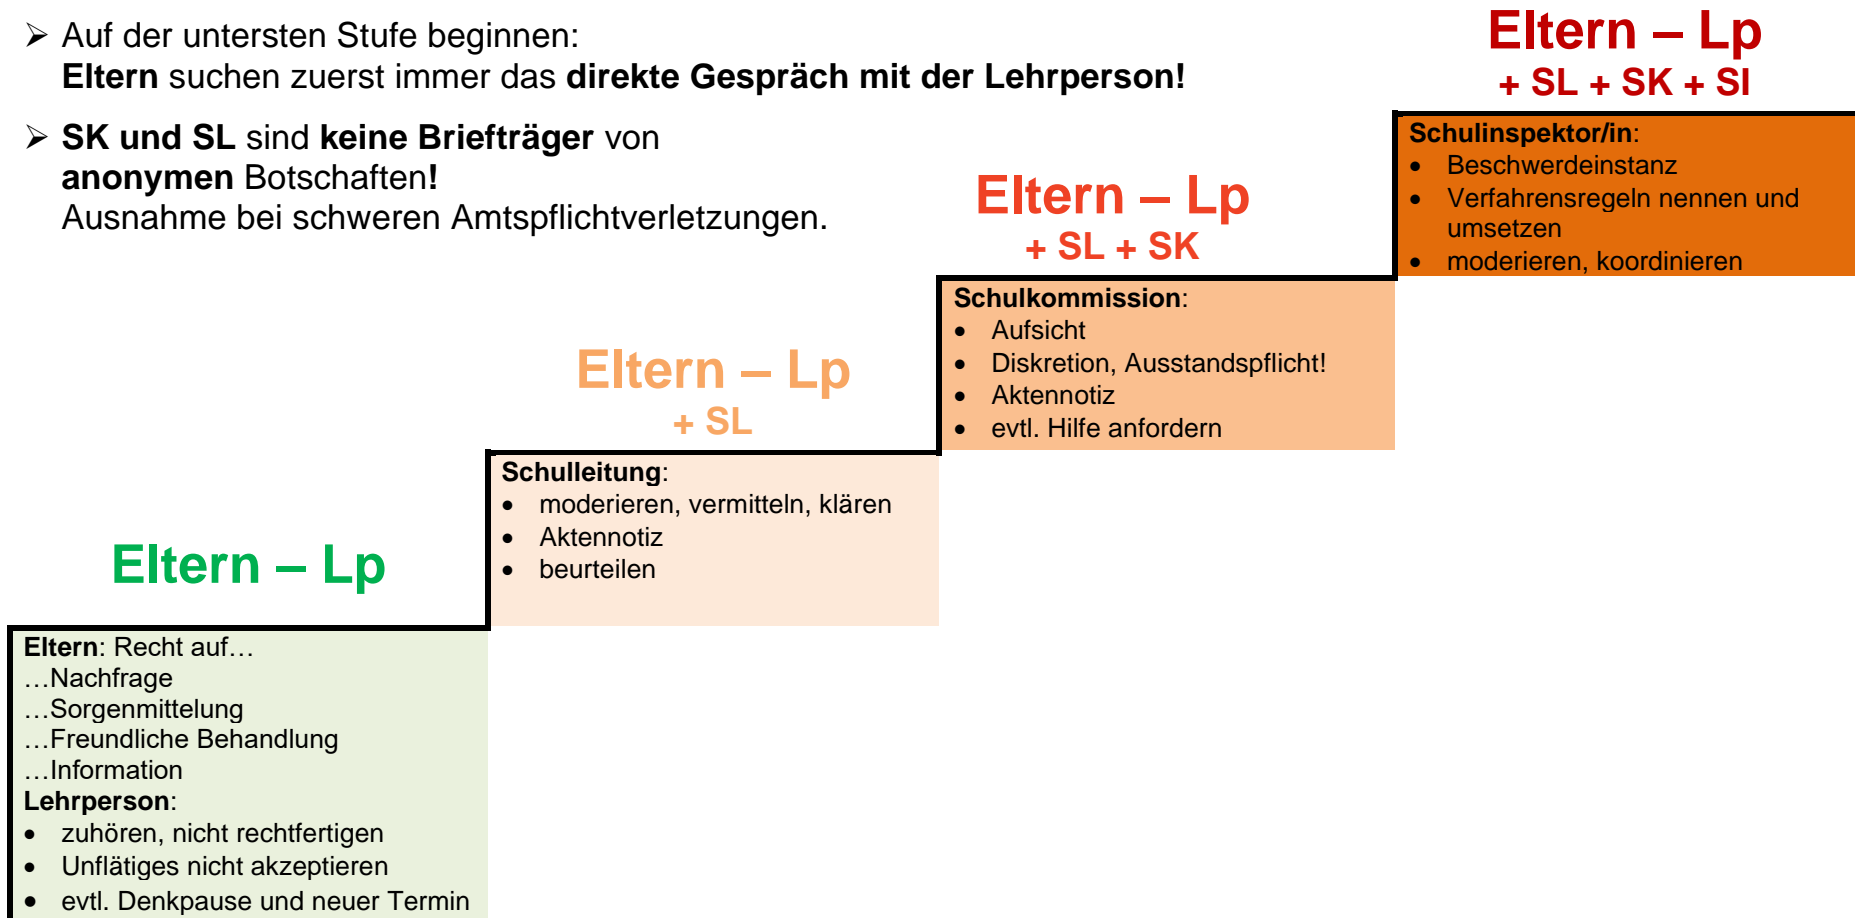 ➢ Auf der untersten Stufe beginnen:
Eltern suchen zuerst immer das direkte Gespräch mit der Lehrperson!
➢ SK und SL sind keine Briefträger von
anonymen Botschaften!
Ausnahme bei schweren Amtspflichtverletzungen.
Eltern – Lp
+ SL + SK + SI
Schulinspektor/in:
• Beschwerdeinstanz
• Verfahrensregeln nennen und
umsetzen
• moderieren, koordinieren
Eltern – Lp
+ SL + SK
Schulkommission:
• Aufsicht
• Diskretion, Ausstandspflicht!
• Aktennotiz
• evtl. Hilfe anfordern
Eltern – Lp
+ SL
Schulleitung:
• moderieren, vermitteln, klären
• Aktennotiz
• beurteilen
Eltern – Lp
Eltern: Recht auf…
…Nachfrage
…Sorgenmittelung
…Freundliche Behandlung
…Information
Lehrperson:
• zuhören, nicht rechtfertigen
• Unflätiges nicht akzeptieren
• evtl. Denkpause und neuer Termin